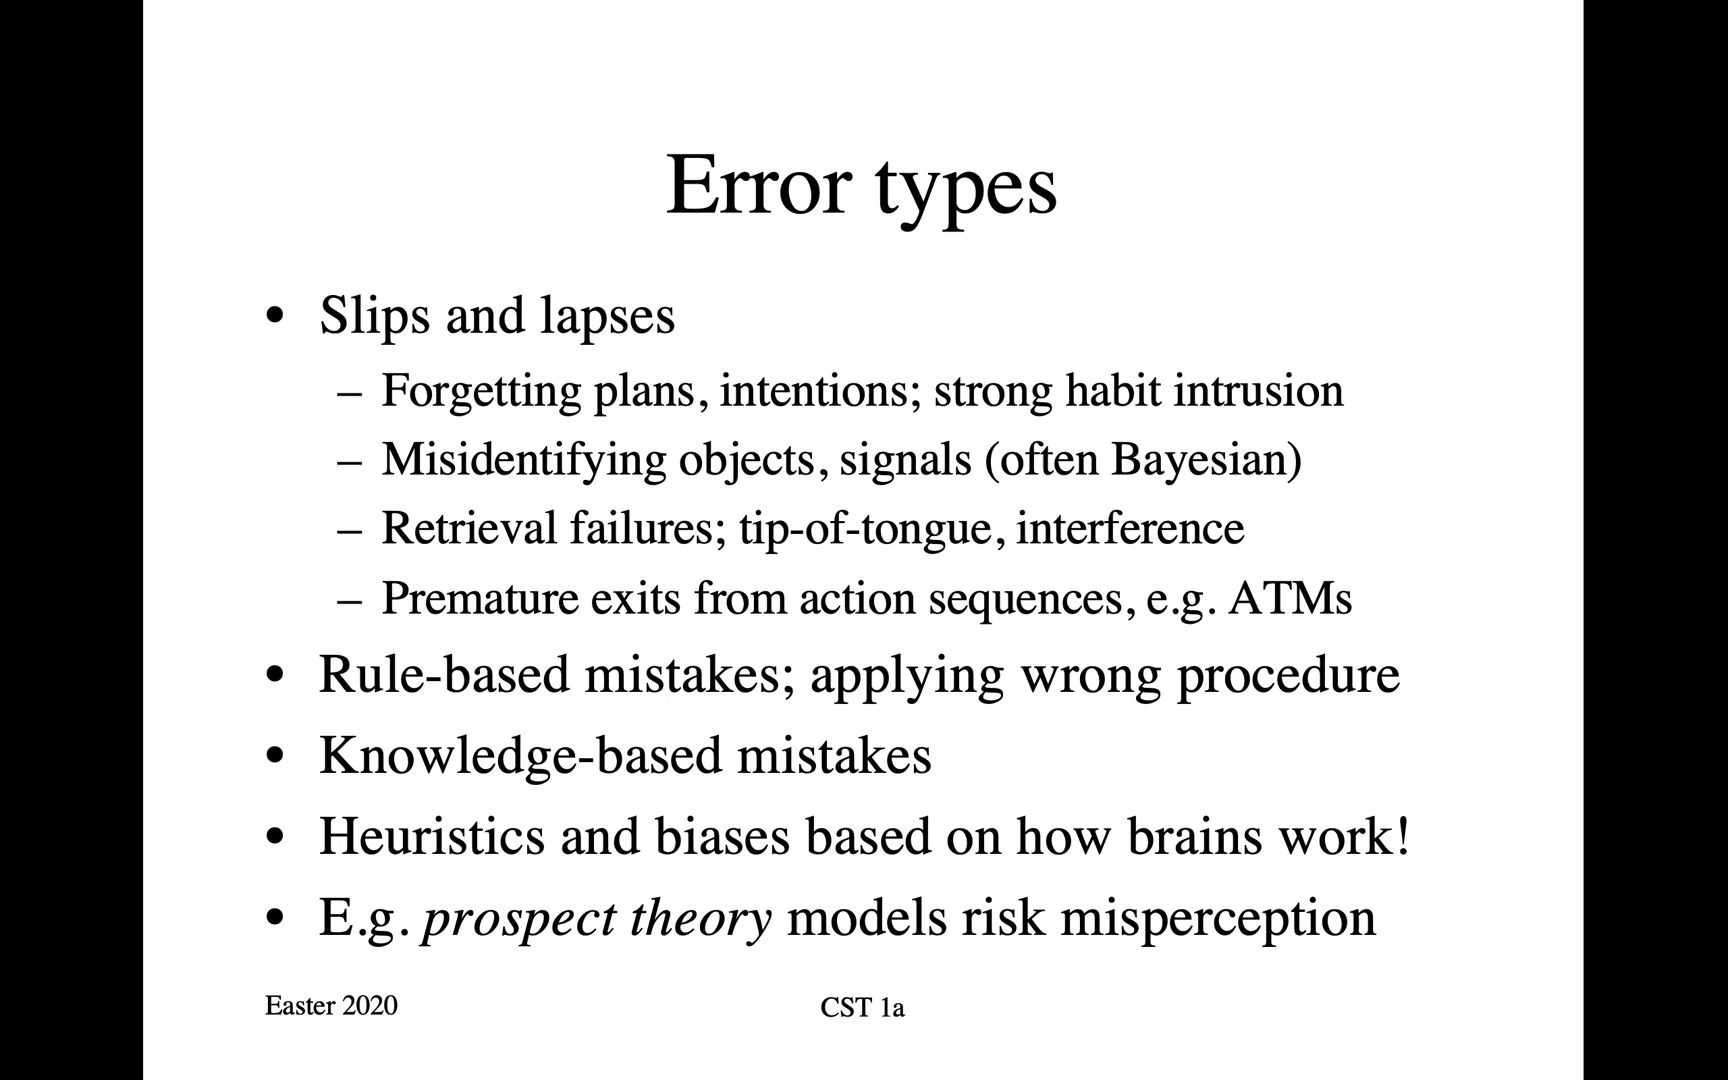 Error types
• Slips and lapses
– Forgetting plans, intentions; strong habit intrusion
– Misidentifying objects, signals (often Bayesian)
– Retrieval failures; tip-of-tongue, interference
– Premature exits from action sequences, e.g. ATMs
• Rule-based mistakes; applying wrong procedure
• Knowledge-based mistakes
• Heuristics and biases based on how brains work!
• E.g. prospect theory models risk misperception
Easter 2020
CST 1a